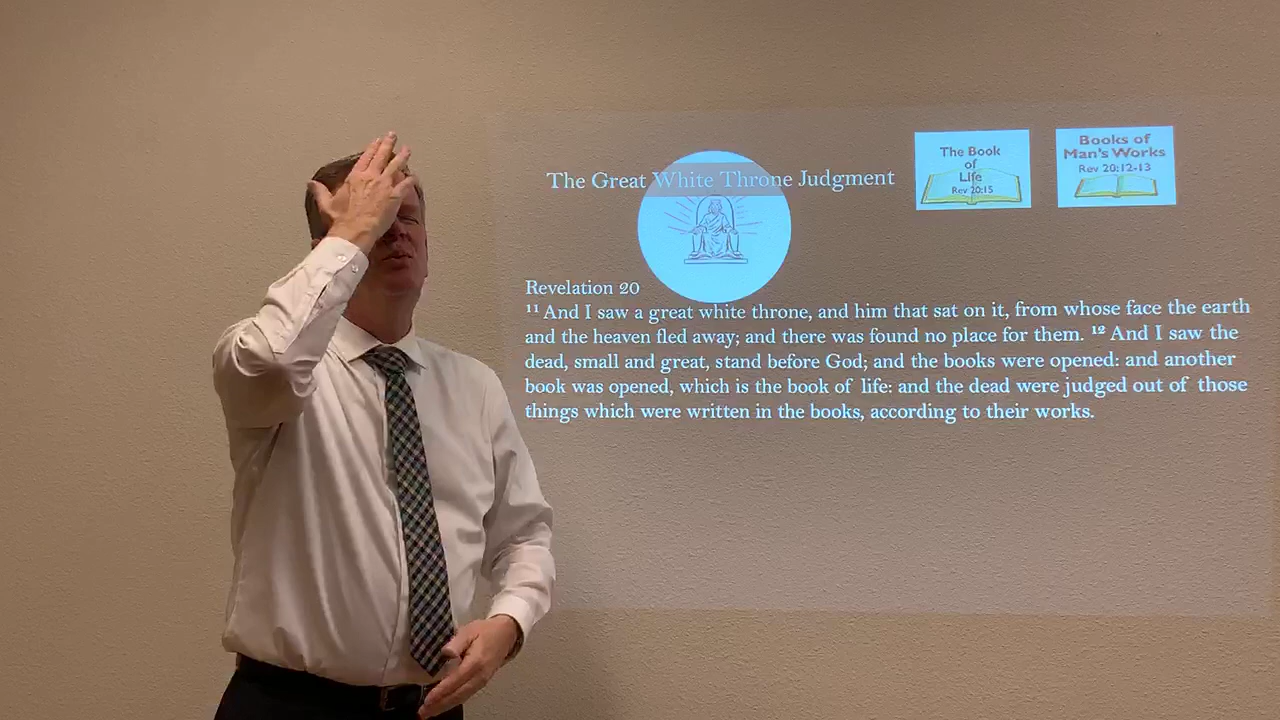 The Great White Throne Judgment
The Book
of
Life
Rev 20:15
Books of
Man's Works
Rev 20:12-13
Revelation 20
11 And I saw a great white throne, and him that sat on it, from whose face the earth
and the heaven fled away; and there was found no place for them. 12 And I saw the
dead, small and great, stand before God; and the books were opened: and another
book was opened, which is the book of life: and the dead were judged out of those
things which were written in the books, according to their works.